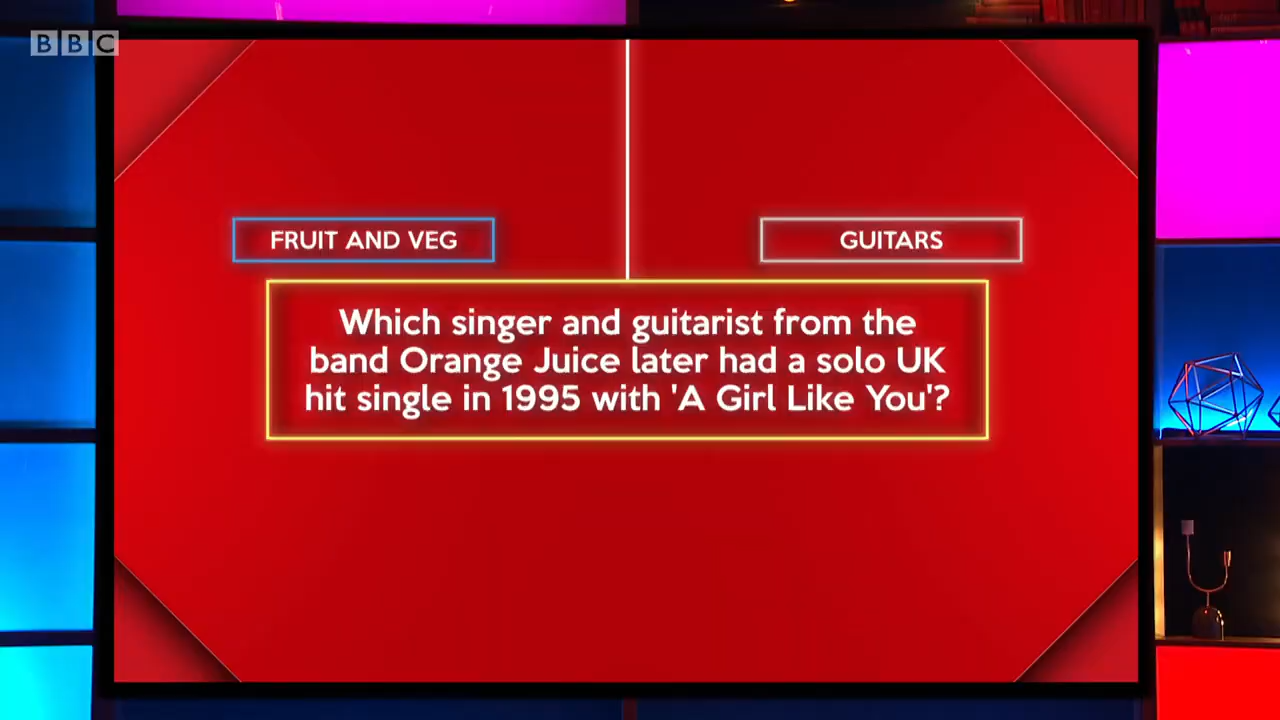 BBC
FRUIT AND VEG
GUITARS
Which singer and guitarist from the
band Orange Juice later had a solo UK
hit single in 1995 with 'A Girl Like You'?